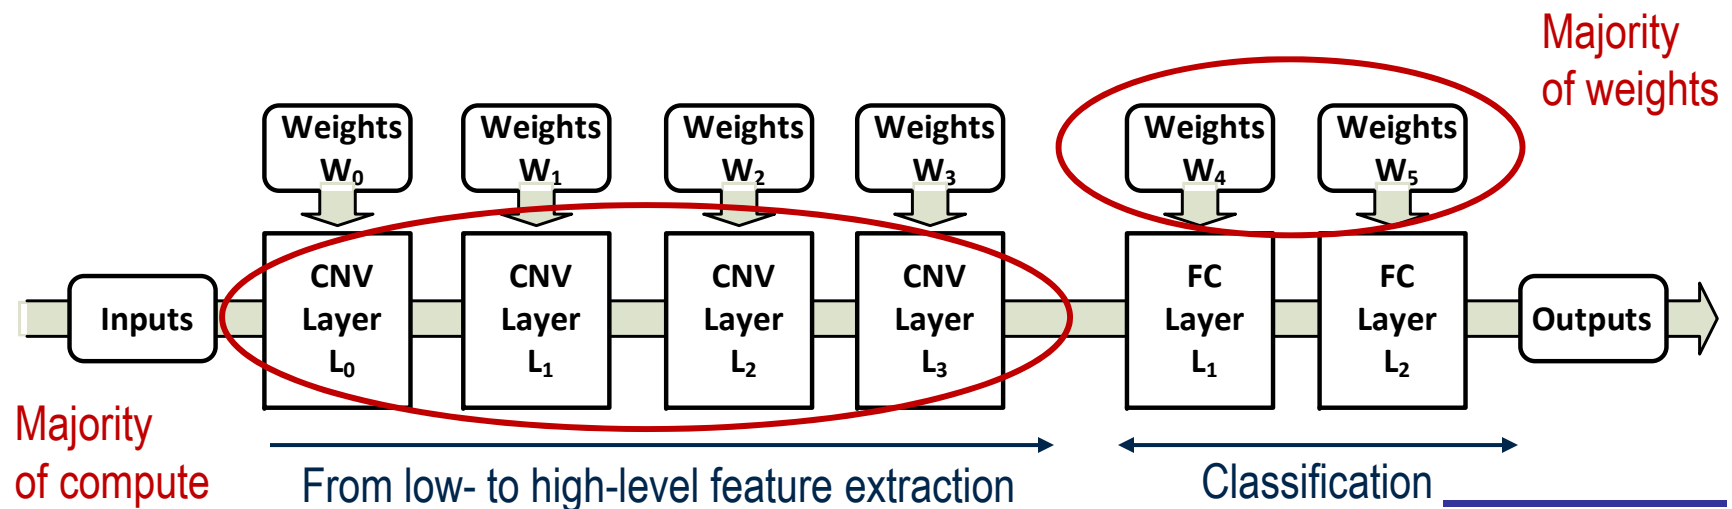 Majority
of weights
Weights
W₀
Weights
W₁
Weights
W₂
Weights
W₃
Weights
W₄
Weights
W₅
Inputs
CNV
Layer
L₀
CNV
Layer
L₁
CNV
Layer
L₂
CNV
Layer
L₃
FC
Layer
L₁
FC
Layer
L₂
Outputs
Majority
of compute
From low- to high-level feature extraction
Classification